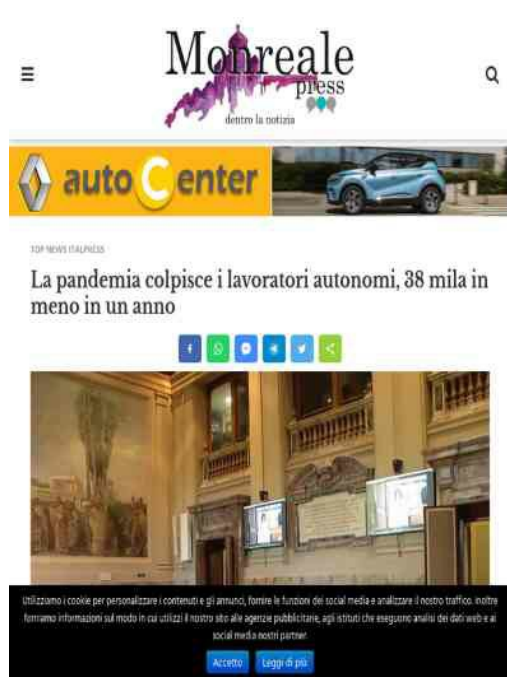 Monreale
press
dentro la notizia
auto Center
TOP NEWS ITALPRESS
La pandemia colpisce i lavoratori autonomi, 38 mila in
meno in un anno
Utilizziamo i cookie per personalizzare i contenuti e gli annunci, fornire le funzioni dei social media e analizzare il nostro traffico. Inoltre
forniamo informazioni sul modo in cui utilizzi il nostro sito alle agenzie pubblicitarie, agli istituti che eseguono analisi dei dati web e ai
social media nostri partner.
Accetto Leggi di più